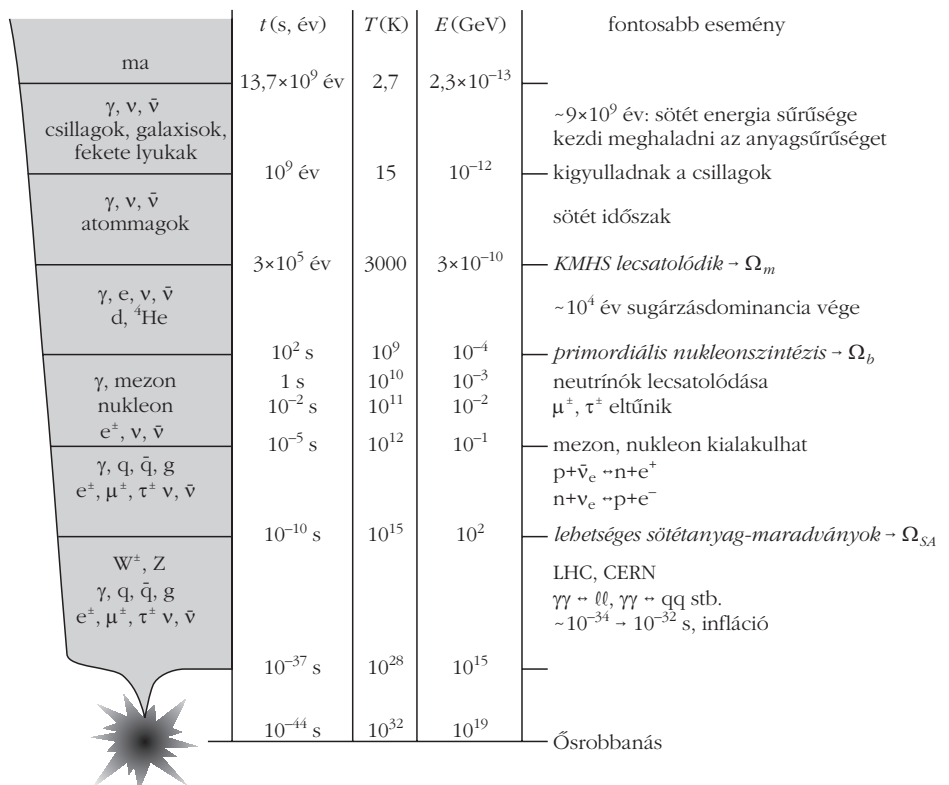 t (s, év) T (K) E (GeV) fontosabb esemény
ma
13,7×10⁹ év 2,7 2,3×10⁻¹³
γ, ν, ν̄
csillagok, galaxisok,
fekete lyukak
~9×10⁹ év: sötét energia sűrűsége
kezdi meghaladni az anyagsűrűséget
10⁹ év 15 10⁻¹² kigyulladnak a csillagok
γ, ν, ν̄
atommagok
sötét időszak
3×10⁵ év 3000 3×10⁻¹⁰ KMHS lecsatolódik → Ωₘ
γ, e, ν, ν̄
d, ⁴He
~10⁴ év sugárzásdominancia vége
10² s 10⁹ 10⁻⁴ primordiális nukleonszintézis → Ω_b
γ, mezon
nukleon
e±, ν, ν̄
1 s 10¹⁰ 10⁻³ neutrínók lecsatolódása
10⁻² s 10¹¹ 10⁻² μ±, τ± eltűnik
10⁻⁵ s 10¹² 10⁻¹ mezon, nukleon kialakulhat
γ, q, q̄, g
e±, μ±, τ± ν, ν̄
p+ν̄ₑ ↔ n+e⁺
n+νₑ ↔ p+e⁻
10⁻¹⁰ s 10¹⁵ 10² lehetséges sötétanyag-maradványok → Ω_SA
W±, Z
γ, q, q̄, g
e±, μ±, τ± ν, ν̄
LHC, CERN
γγ ↔ ℓℓ, γγ ↔ qq stb.
~10⁻³⁴ → 10⁻³² s, infláció
10⁻³⁷ s 10²⁸ 10¹⁵
10⁻⁴⁴ s 10³² 10¹⁹
Ősrobbanás